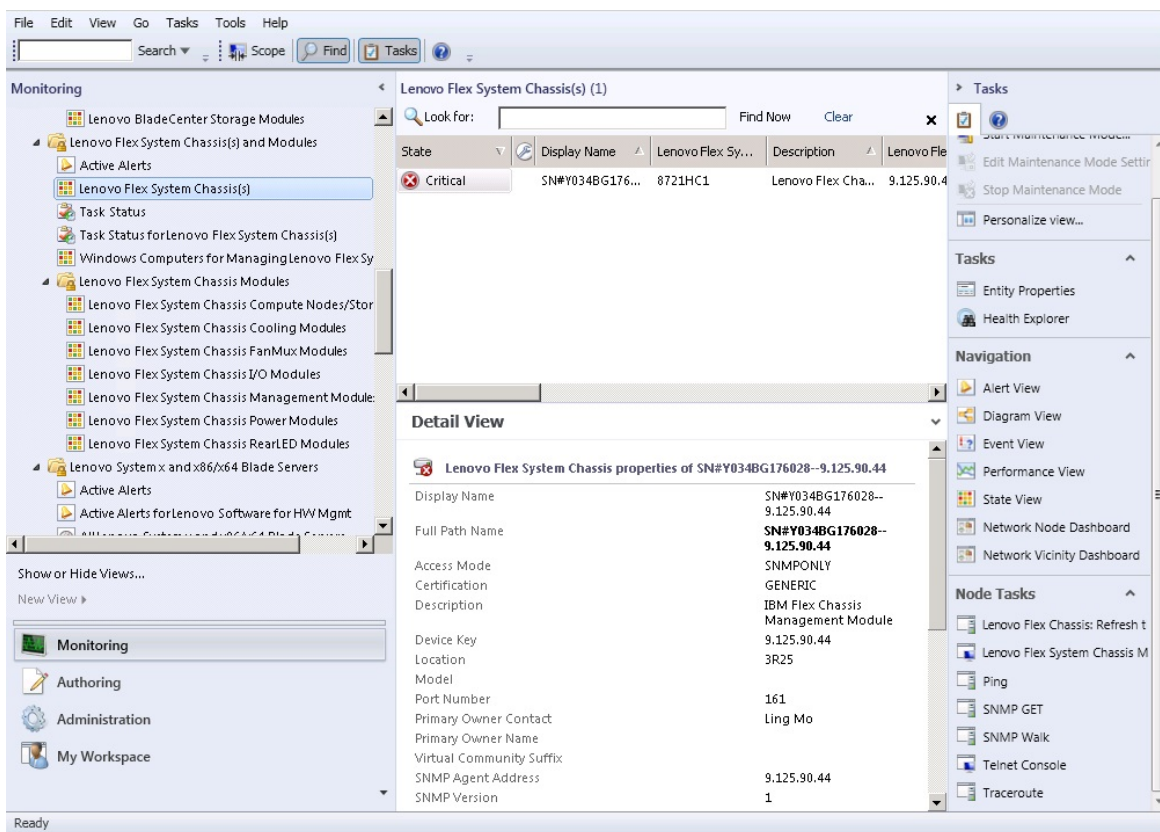 File Edit View Go Tasks Tools Help
Search Scope Find Tasks
Monitoring
Lenovo BladeCenter Storage Modules
Lenovo Flex System Chassis(s) and Modules
Active Alerts
Lenovo Flex System Chassis(s)
Task Status
Task Status forLenovo Flex System Chassis(s)
Windows Computers for ManagingLenovo Flex Sy
Lenovo Flex System Chassis Modules
Lenovo Flex System Chassis Compute Nodes/Stor
Lenovo Flex System Chassis Cooling Modules
Lenovo Flex System Chassis FanMux Modules
Lenovo Flex System Chassis I/O Modules
Lenovo Flex System Chassis Management Module:
Lenovo Flex System Chassis Power Modules
Lenovo Flex System Chassis RearLED Modules
Lenovo System x and x86/x64 Blade Servers
Active Alerts
Active Alerts forLenovo Software for HW Mgmt
Show or Hide Views...
New View
Monitoring
Authoring
Administration
My Workspace
Lenovo Flex System Chassis(s) (1)
Look for: Find Now Clear
State Display Name Lenovo Flex Sy... Description Lenovo Fle
Critical SN#Y034BG176... 8721HC1 Lenovo Flex Cha... 9.125.90.4
Detail View
Lenovo Flex System Chassis properties of SN#Y034BG176028--9.125.90.44
Display Name SN#Y034BG176028--
9.125.90.44
Full Path Name SN#Y034BG176028--
9.125.90.44
Access Mode SNMPONLY
Certification GENERIC
Description IBM Flex Chassis
Management Module
Device Key 9.125.90.44
Location 3R25
Model
Port Number 161
Primary Owner Contact Ling Mo
Primary Owner Name
Virtual Community Suffix
SNMP Agent Address 9.125.90.44
SNMP Version 1
Tasks
Start Maintenance Mode...
Edit Maintenance Mode Settir
Stop Maintenance Mode
Personalize view...
Tasks
Entity Properties
Health Explorer
Navigation
Alert View
Diagram View
Event View
Performance View
State View
Network Node Dashboard
Network Vicinity Dashboard
Node Tasks
Lenovo Flex Chassis: Refresh t
Lenovo Flex System Chassis M
Ping
SNMP GET
SNMP Walk
Telnet Console
Traceroute
Ready